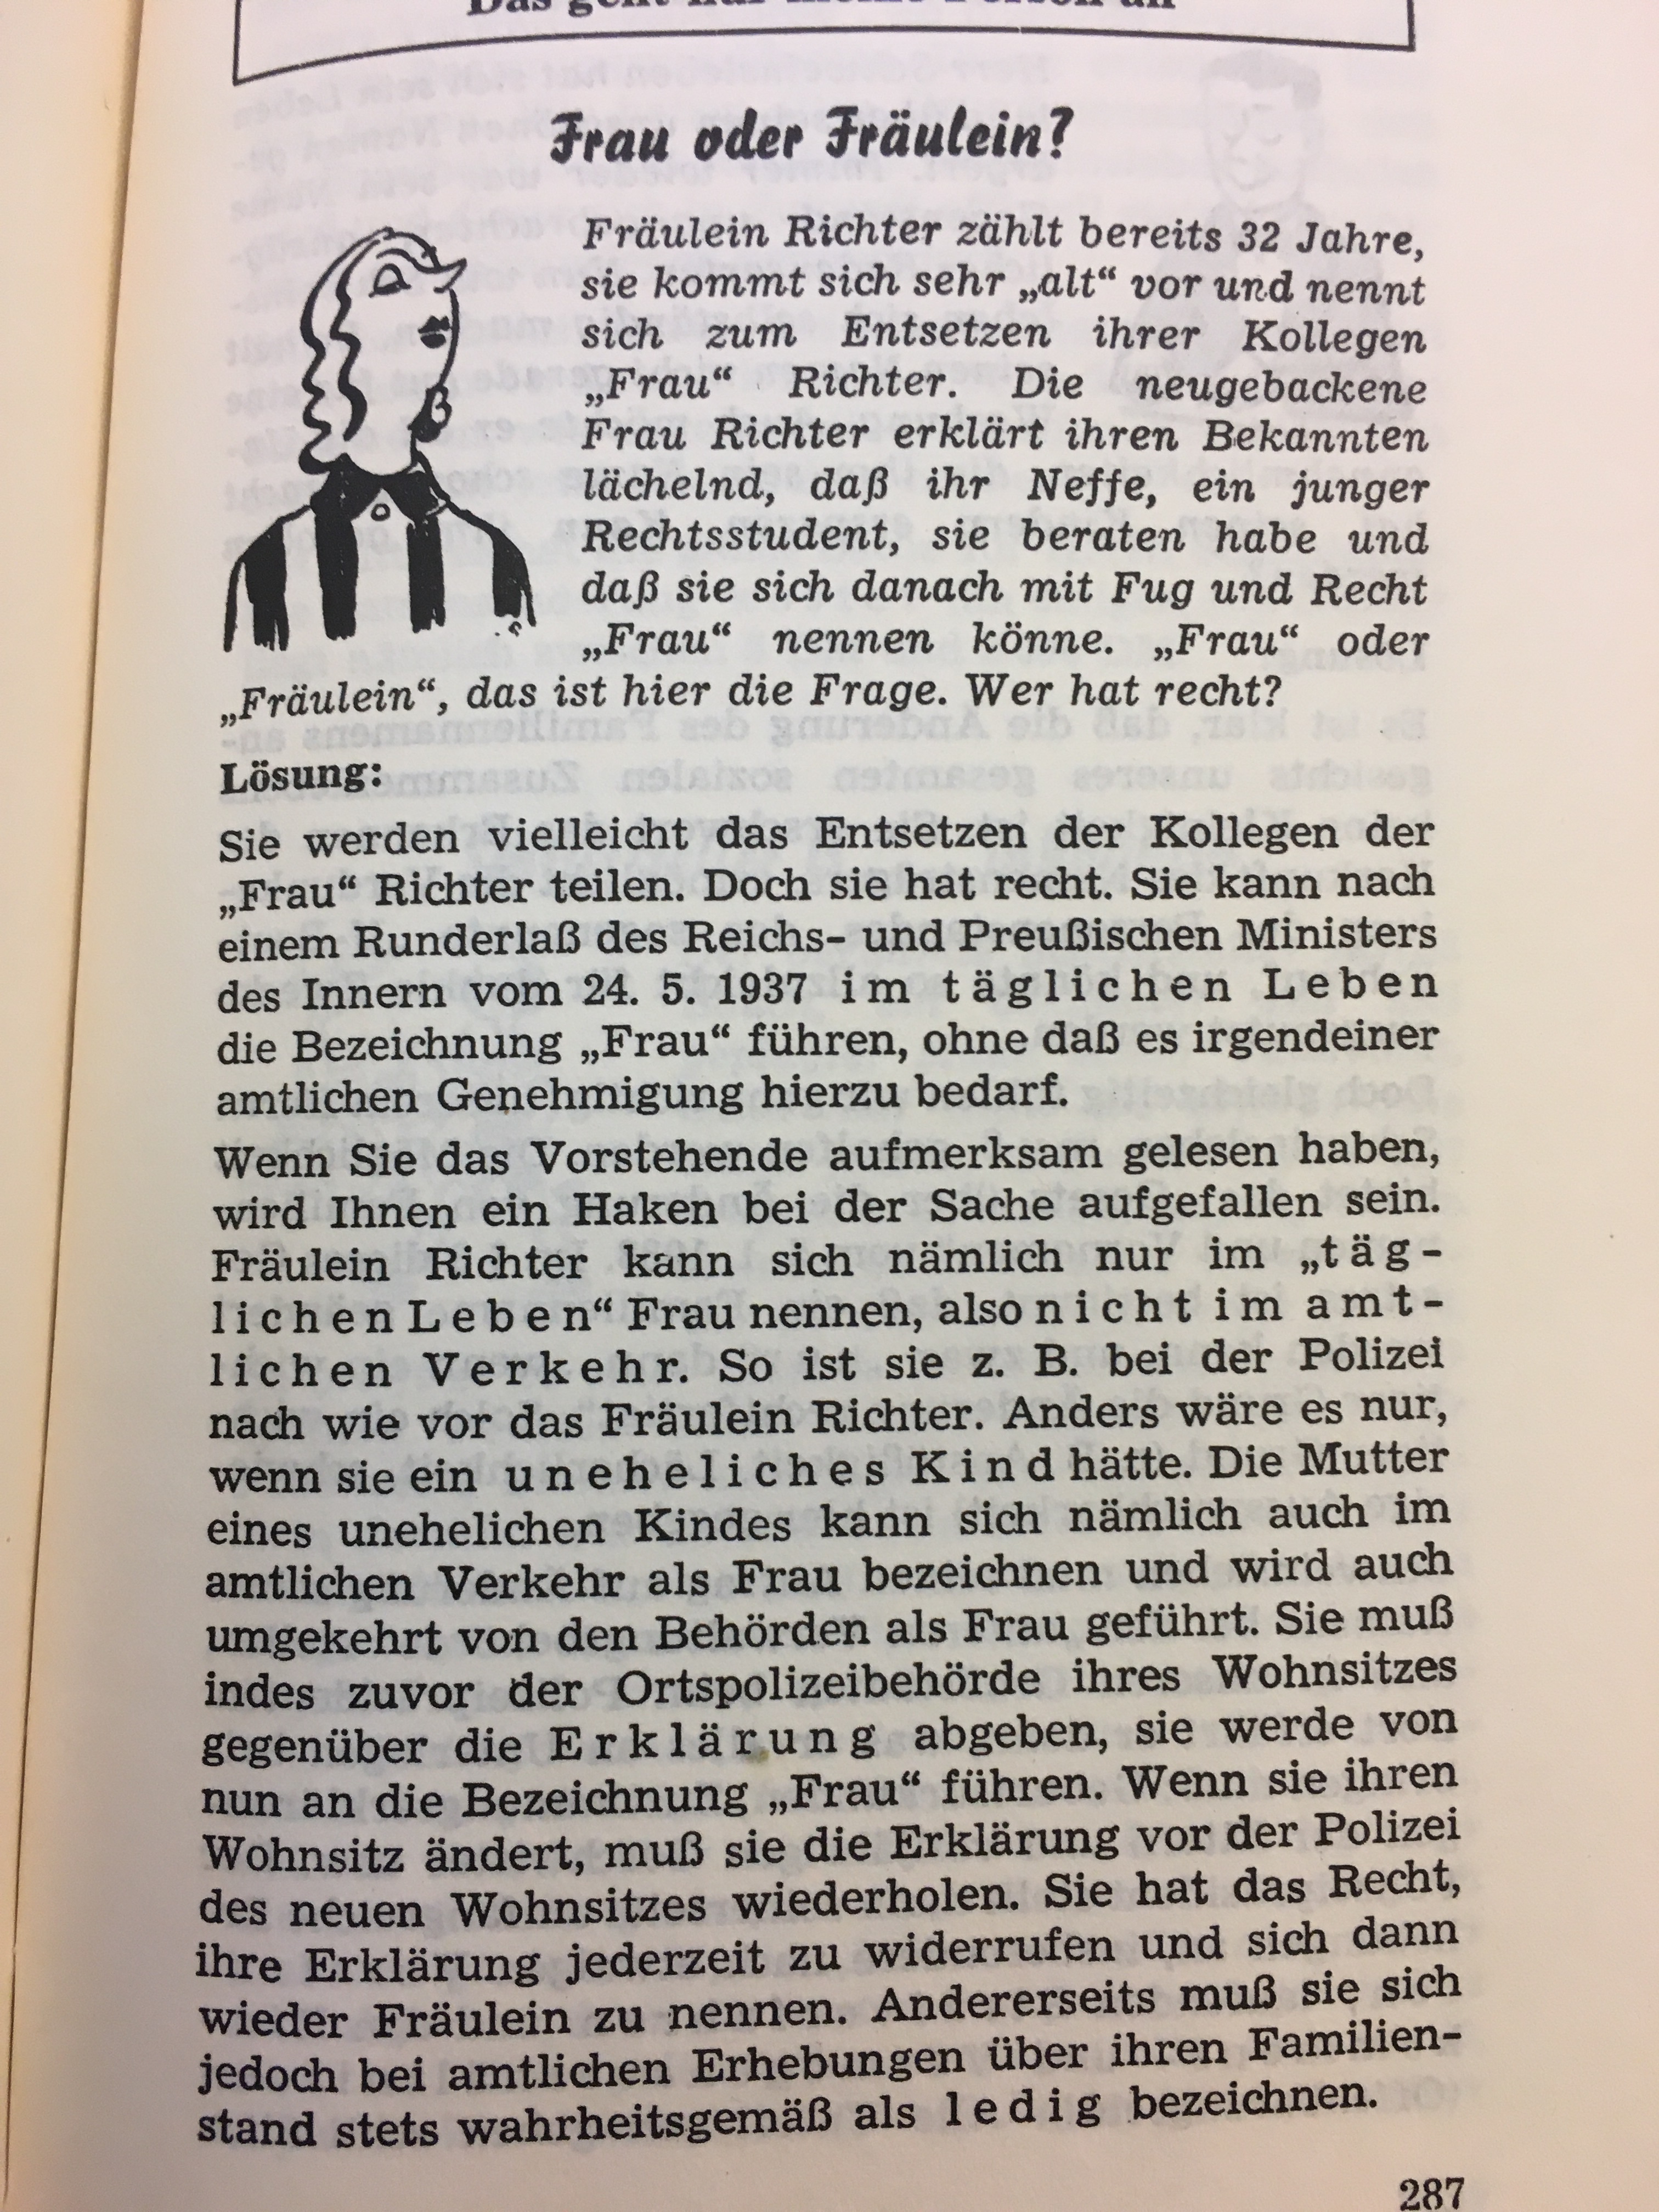 Das geht nur meine Person an
Frau oder Fräulein?
Fräulein Richter zählt bereits 32 Jahre,
sie kommt sich sehr „alt“ vor und nennt
sich zum Entsetzen ihrer Kollegen
„Frau“ Richter. Die neugebackene
Frau Richter erklärt ihren Bekannten
lächelnd, daß ihr Neffe, ein junger
Rechtsstudent, sie beraten habe und
daß sie sich danach mit Fug und Recht
„Frau“ nennen könne. „Frau“ oder
„Fräulein“, das ist hier die Frage. Wer hat recht?
Lösung:
Sie werden vielleicht das Entsetzen der Kollegen der
„Frau“ Richter teilen. Doch sie hat recht. Sie kann nach
einem Runderlaß des Reichs- und Preußischen Ministers
des Innern vom 24. 5. 1937 im täglichen Leben
die Bezeichnung „Frau“ führen, ohne daß es irgendeiner
amtlichen Genehmigung hierzu bedarf.
Wenn Sie das Vorstehende aufmerksam gelesen haben,
wird Ihnen ein Haken bei der Sache aufgefallen sein.
Fräulein Richter kann sich nämlich nur im „täg-
lichen Leben“ Frau nennen, also nicht im amt-
lichen Verkehr. So ist sie z. B. bei der Polizei
nach wie vor das Fräulein Richter. Anders wäre es nur,
wenn sie ein uneheliches Kind hätte. Die Mutter
eines unehelichen Kindes kann sich nämlich auch im
amtlichen Verkehr als Frau bezeichnen und wird auch
umgekehrt von den Behörden als Frau geführt. Sie muß
indes zuvor der Ortspolizeibehörde ihres Wohnsitzes
gegenüber die Erklärung abgeben, sie werde von
nun an die Bezeichnung „Frau“ führen. Wenn sie ihren
Wohnsitz ändert, muß sie die Erklärung vor der Polizei
des neuen Wohnsitzes wiederholen. Sie hat das Recht,
ihre Erklärung jederzeit zu widerrufen und sich dann
wieder Fräulein zu nennen. Andererseits muß sie sich
jedoch bei amtlichen Erhebungen über ihren Familien-
stand stets wahrheitsgemäß als ledig bezeichnen.
287